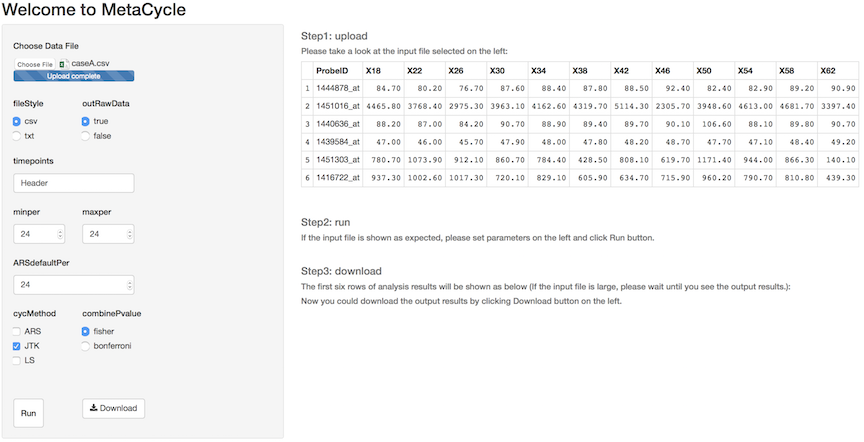 Welcome to MetaCycle
Choose Data File
Choose File caseA.csv
Upload complete
fileStyle outRawData
csv true
txt false
timepoints
Header
minper maxper
24 24
ARSdefaultPer
24
cycMethod combinePvalue
ARS fisher
JTK bonferroni
LS
Run Download
Step1: upload
Please take a look at the input file selected on the left:
ProbeID X18 X22 X26 X30 X34 X38 X42 X46 X50 X54 X58 X62
1 1444878_at 84.70 80.20 76.70 87.60 88.40 87.80 88.50 92.40 82.40 82.90 89.20 90.90
2 1451016_at 4465.80 3768.40 2975.30 3963.10 4162.60 4319.70 5114.30 2305.70 3948.60 4613.00 4681.70 3397.40
3 1440636_at 88.20 87.00 84.20 90.70 88.90 89.40 89.70 90.10 106.60 88.10 89.80 90.70
4 1439584_at 47.00 46.00 45.70 47.90 48.00 47.80 48.20 48.70 47.70 47.10 48.40 49.20
5 1451303_at 780.70 1073.90 912.10 860.70 784.40 428.50 808.10 619.70 1171.40 944.00 866.30 140.10
6 1416722_at 937.30 1002.60 1017.30 720.10 829.10 605.90 634.70 715.90 960.20 790.70 810.80 439.30
Step2: run
If the input file is shown as expected, please set parameters on the left and click Run button.
Step3: download
The first six rows of analysis results will be shown as below (If the input file is large, please wait until you see the output results.):
Now you could download the output results by clicking Download button on the left.